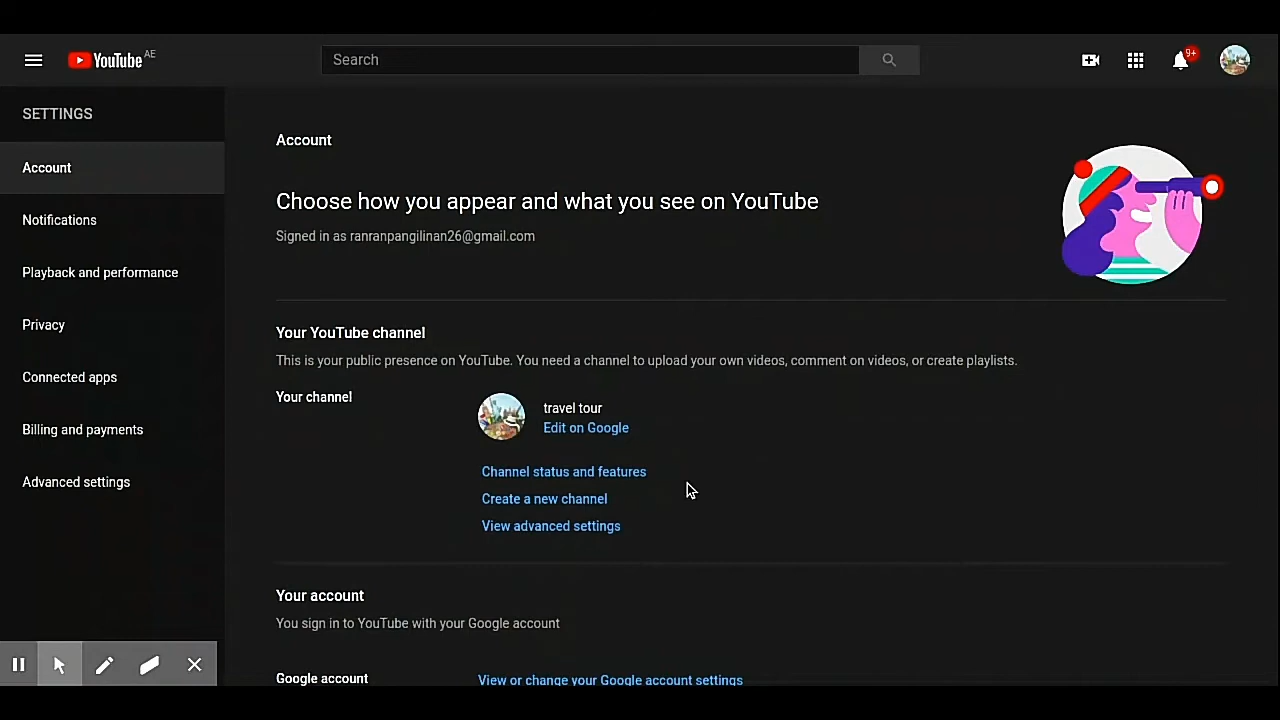 YouTube AE
Search
9+
SETTINGS
Account
Notifications
Playback and performance
Privacy
Connected apps
Billing and payments
Advanced settings
Account
Choose how you appear and what you see on YouTube
Signed in as ranranpangilinan26@gmail.com
Your YouTube channel
This is your public presence on YouTube. You need a channel to upload your own videos, comment on videos, or create playlists.
Your channel
travel tour
Edit on Google
Channel status and features
Create a new channel
View advanced settings
Your account
You sign in to YouTube with your Google account
Google account
View or change your Google account settings